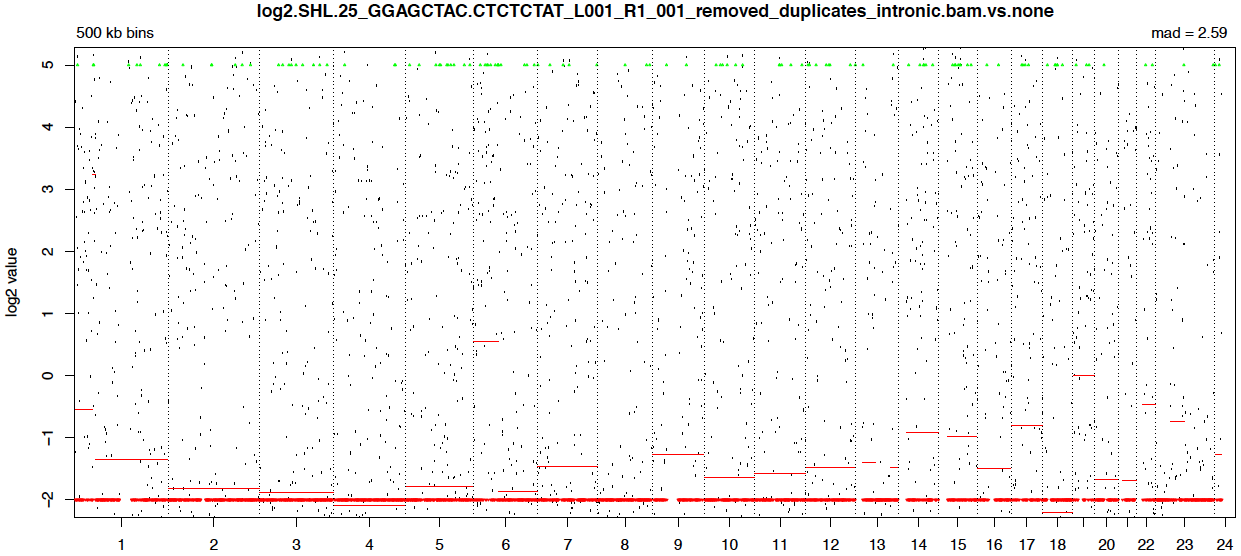 log2.SHL.25_GGAGCTAC.CTCTCTAT_L001_R1_001_removed_duplicates_intronic.bam.vs.none
500 kb bins
mad = 2.59
5
4
3
2
1
0
−1
−2
log2 value
1 2 3 4 5 6 7 8 9 10 11 12 13 14 15 16 17 18 20 22 23 24